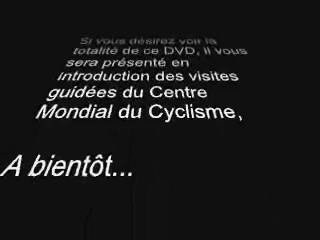 Si vous désirez voir la
totalité de ce DVD, il vous
sera présenté en
introduction des visites
guidées du Centre
Mondial du Cyclisme,
A bientôt...